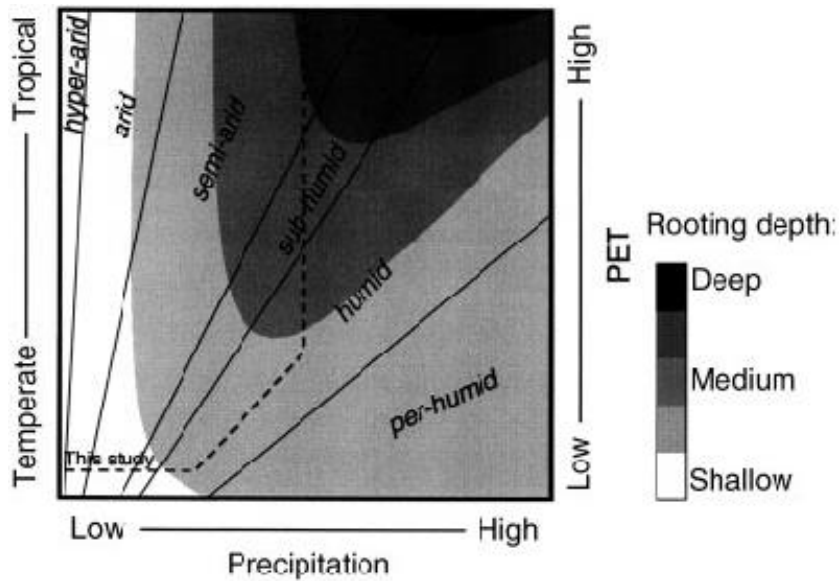 Tropical
Temperate
hyper-arid
arid
semi-arid
sub-humid
humid
per-humid
This study
High
Low
PET
Rooting depth:
Deep
Medium
Shallow
Low
High
Precipitation